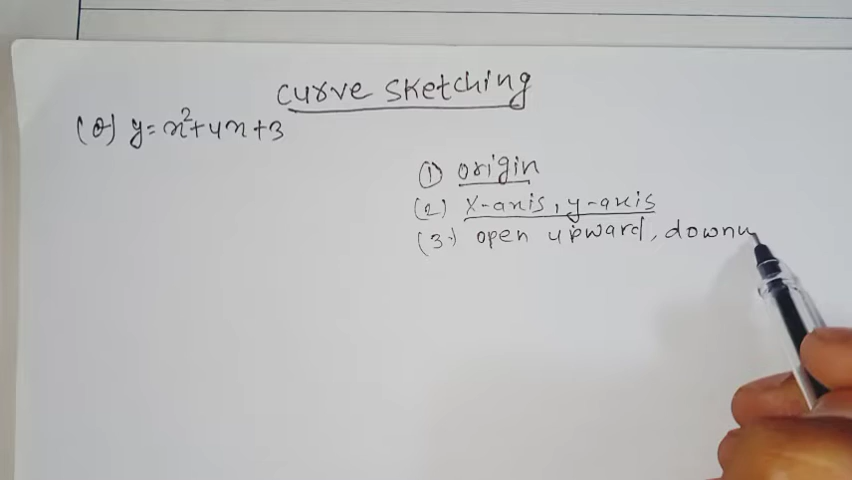 Curve Sketching
(Q) y = x²+4x+3
(1) origin
(2) X-axis, y-axis
(3.) open upward, downw